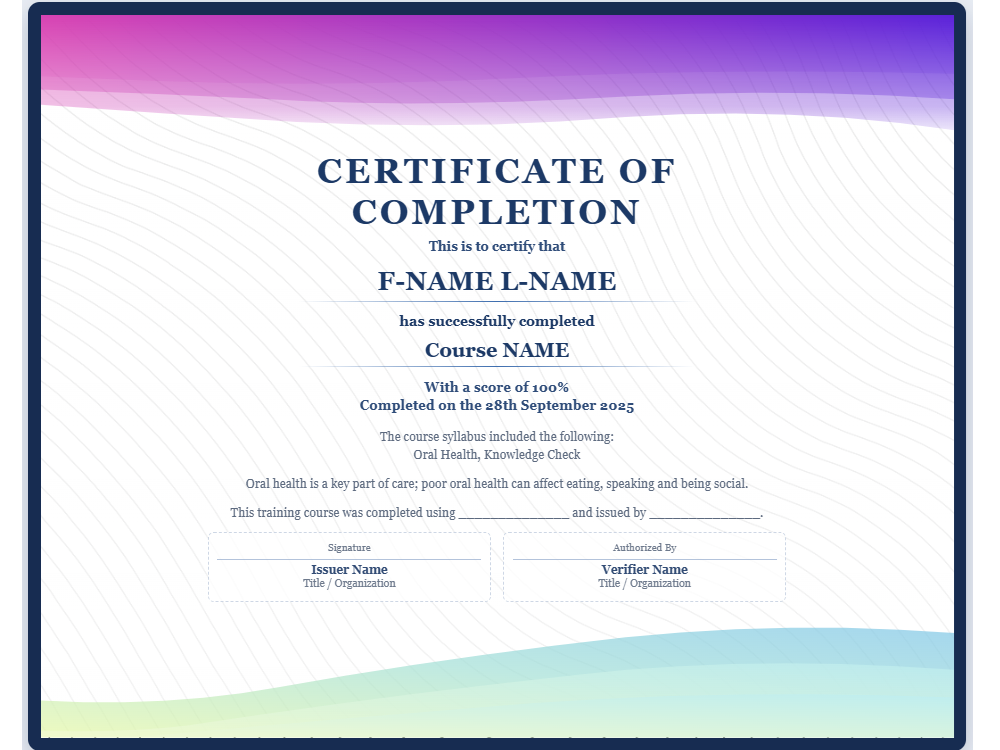 CERTIFICATE OF
COMPLETION
This is to certify that
F-NAME L-NAME
has successfully completed
Course NAME
With a score of 100%
Completed on the 28th September 2025
The course syllabus included the following:
Oral Health, Knowledge Check
Oral health is a key part of care; poor oral health can affect eating, speaking and being social.
This training course was completed using ________________ and issued by ________________.
Signature
Issuer Name
Title / Organization
Authorized By
Verifier Name
Title / Organization